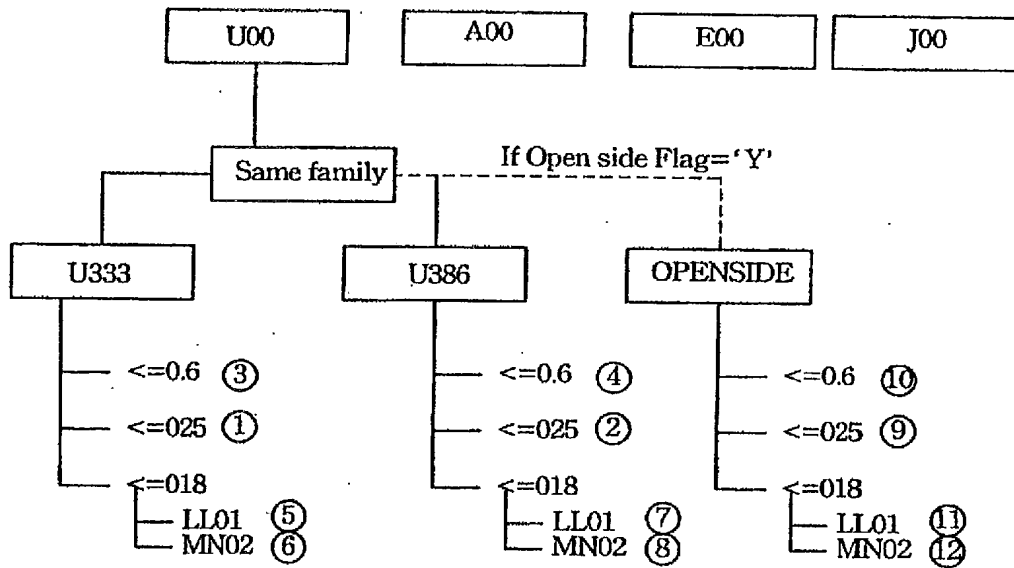 U00 A00 E00 J00
Same family If Open side Flag=‘Y’
U333 U386 OPENSIDE
<=0.6 ③ <=0.6 ④ <=0.6 ⑩
<=025 ① <=025 ② <=025 ⑨
<=018 <=018 <=018
LL01 ⑤ LL01 ⑦ LL01 ⑪
MN02 ⑥ MN02 ⑧ MN02 ⑫